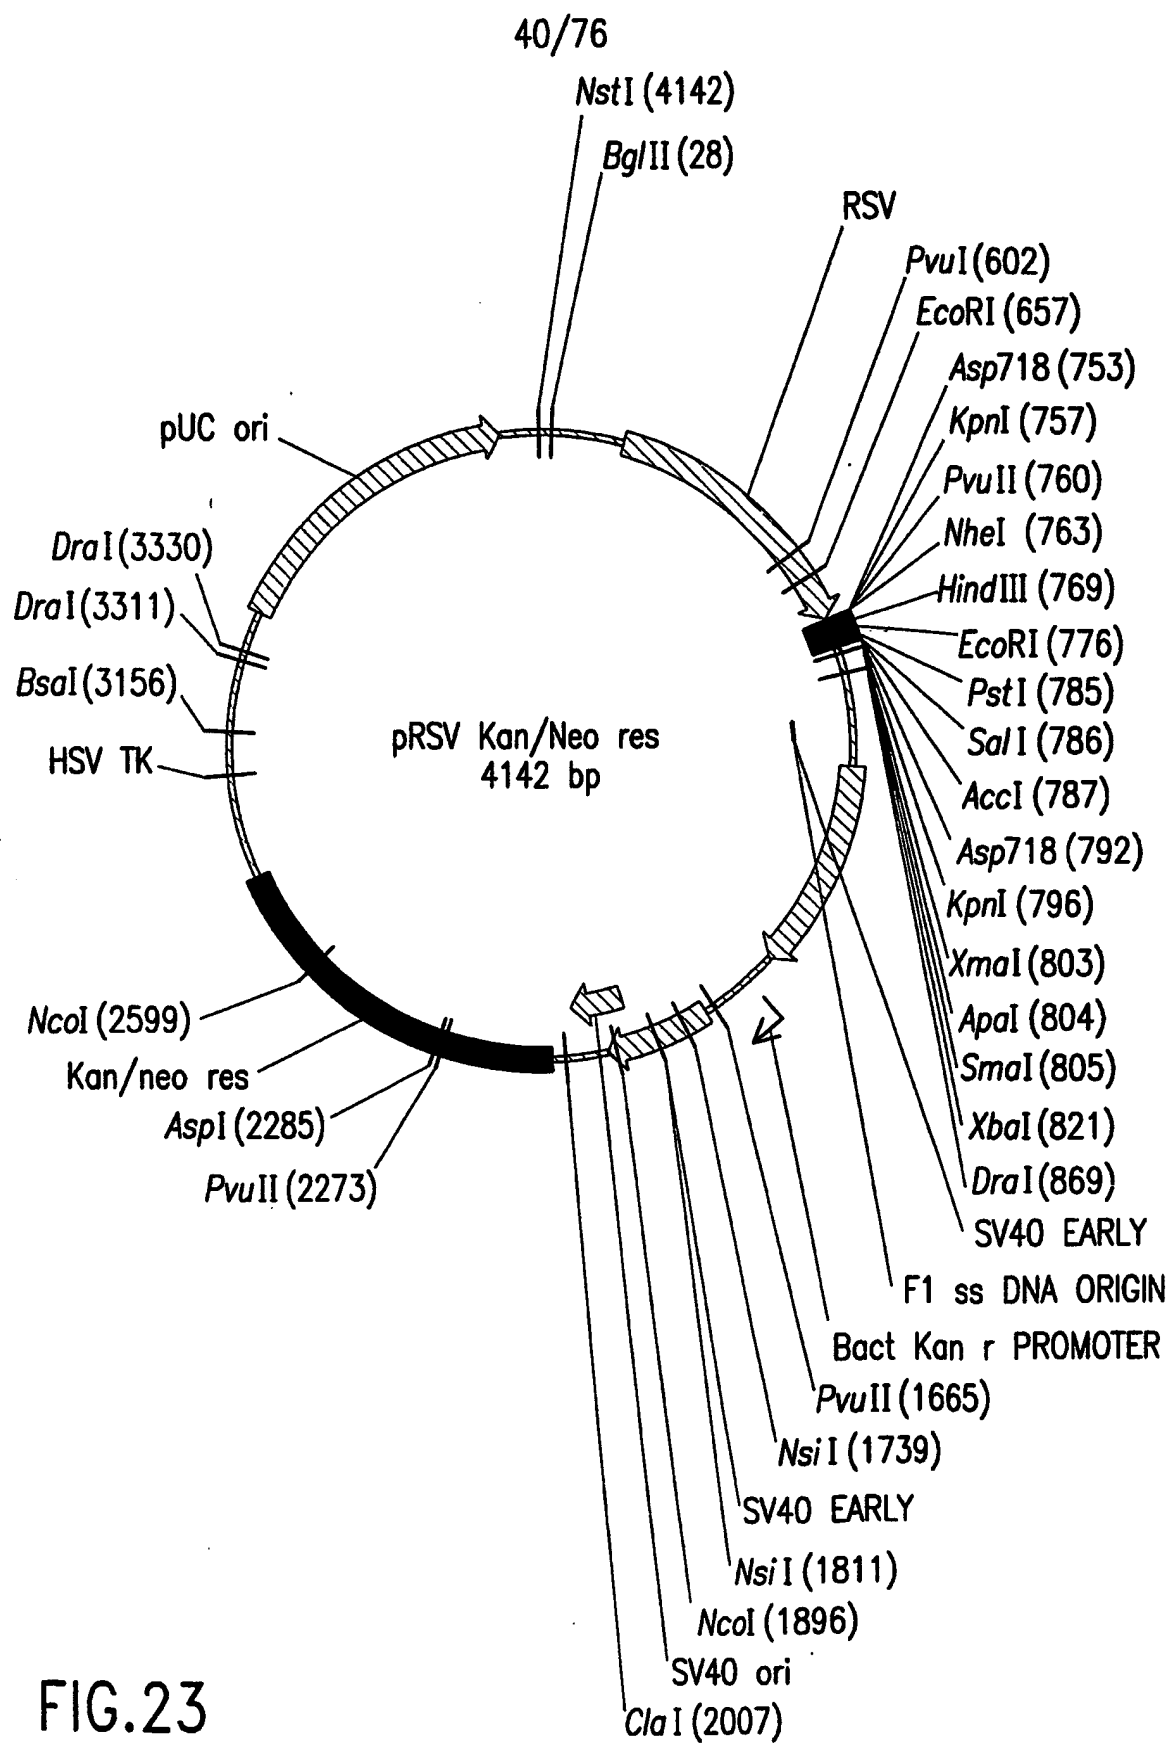 40/76
NstI (4142)
BglII (28)
RSV
PvuI (602)
EcoRI (657)
Asp718 (753)
KpnI (757)
PvuII (760)
NheI (763)
HindIII (769)
EcoRI (776)
PstI (785)
SalI (786)
AccI (787)
Asp718 (792)
KpnI (796)
XmaI (803)
ApaI (804)
SmaI (805)
XbaI (821)
DraI (869)
SV40 EARLY
F1 ss DNA ORIGIN
Bact Kan r PROMOTER
PvuII (1665)
NsiI (1739)
SV40 EARLY
NsiI (1811)
NcoI (1896)
SV40 ori
ClaI (2007)
PvuII (2273)
AspI (2285)
Kan/neo res
NcoI (2599)
HSV TK
BsaI (3156)
DraI (3311)
DraI (3330)
pUC ori
pRSV Kan/Neo res
4142 bp
FIG.23